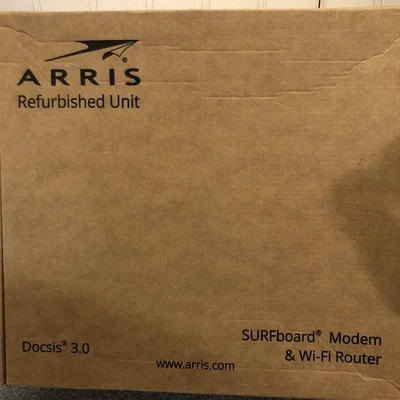 ARRIS®
Refurbished Unit
Docsis® 3.0
SURFboard® Modem
& Wi-Fi Router
www.arris.com